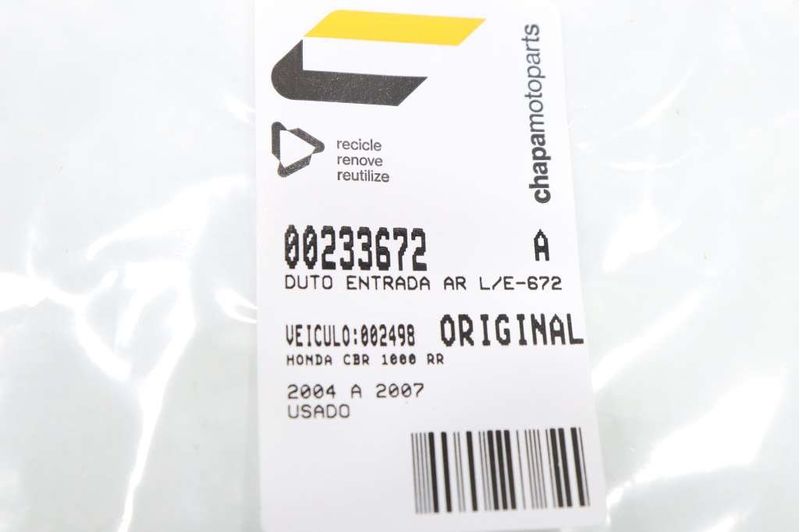 recicle
renove
reutilize
chapamotoparts
00233672 A
DUTO ENTRADA AR L/E-672
VEICULO:002498 ORIGINAL
HONDA CBR 1000 RR
2004 A 2007
USADO